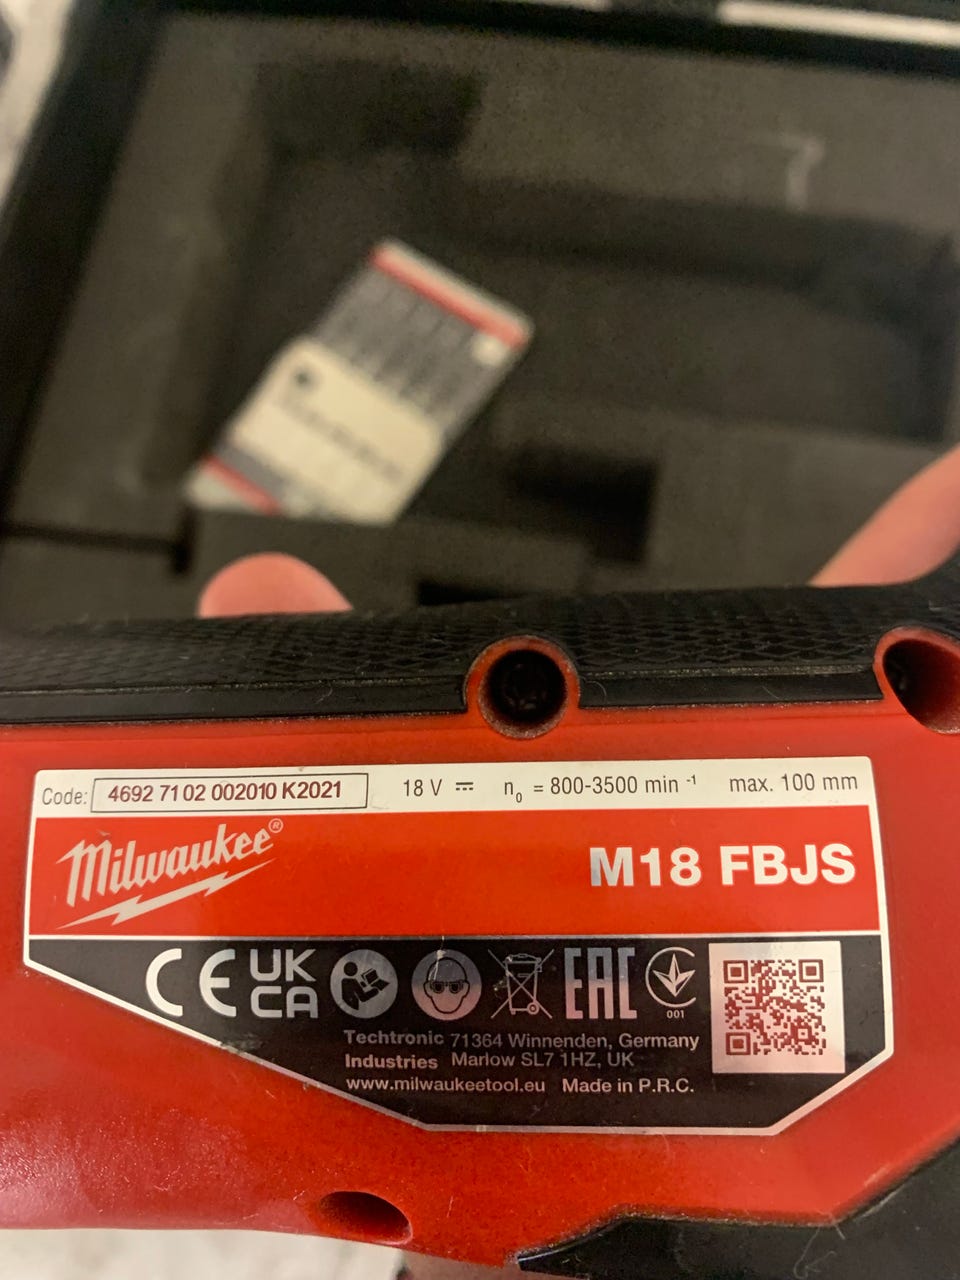 Code: 4692 71 02 002010 K2021 18 V ⎓ n0 = 800-3500 min -1 max. 100 mm
Milwaukee®
M18 FBJS
CE UK CA EAC
001
Techtronic 71364 Winnenden, Germany
Industries Marlow SL7 1HZ, UK
www.milwaukeetool.eu Made in P.R.C.